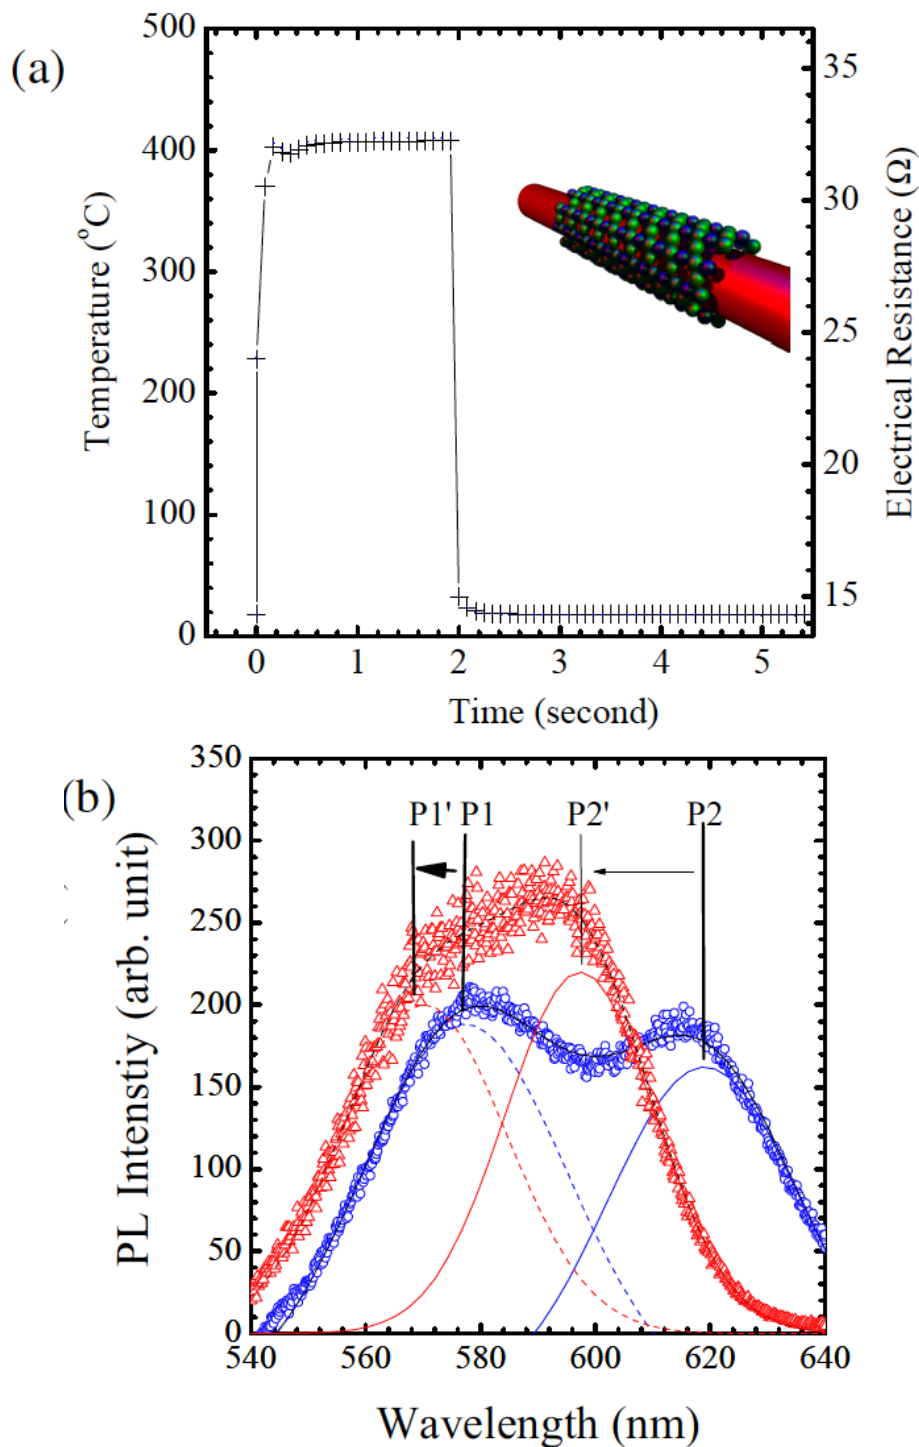 (a)
500
400
300
200
100
0
Temperature (°C)
35
30
25
20
15
Electrical Resistance (Ω)
0 1 2 3 4 5
Time (second)
(b)
350
300
250
200
150
100
50
0
PL Intenstiy (arb. unit)
P1' P1 P2' P2
540 560 580 600 620 640
Wavelength (nm)